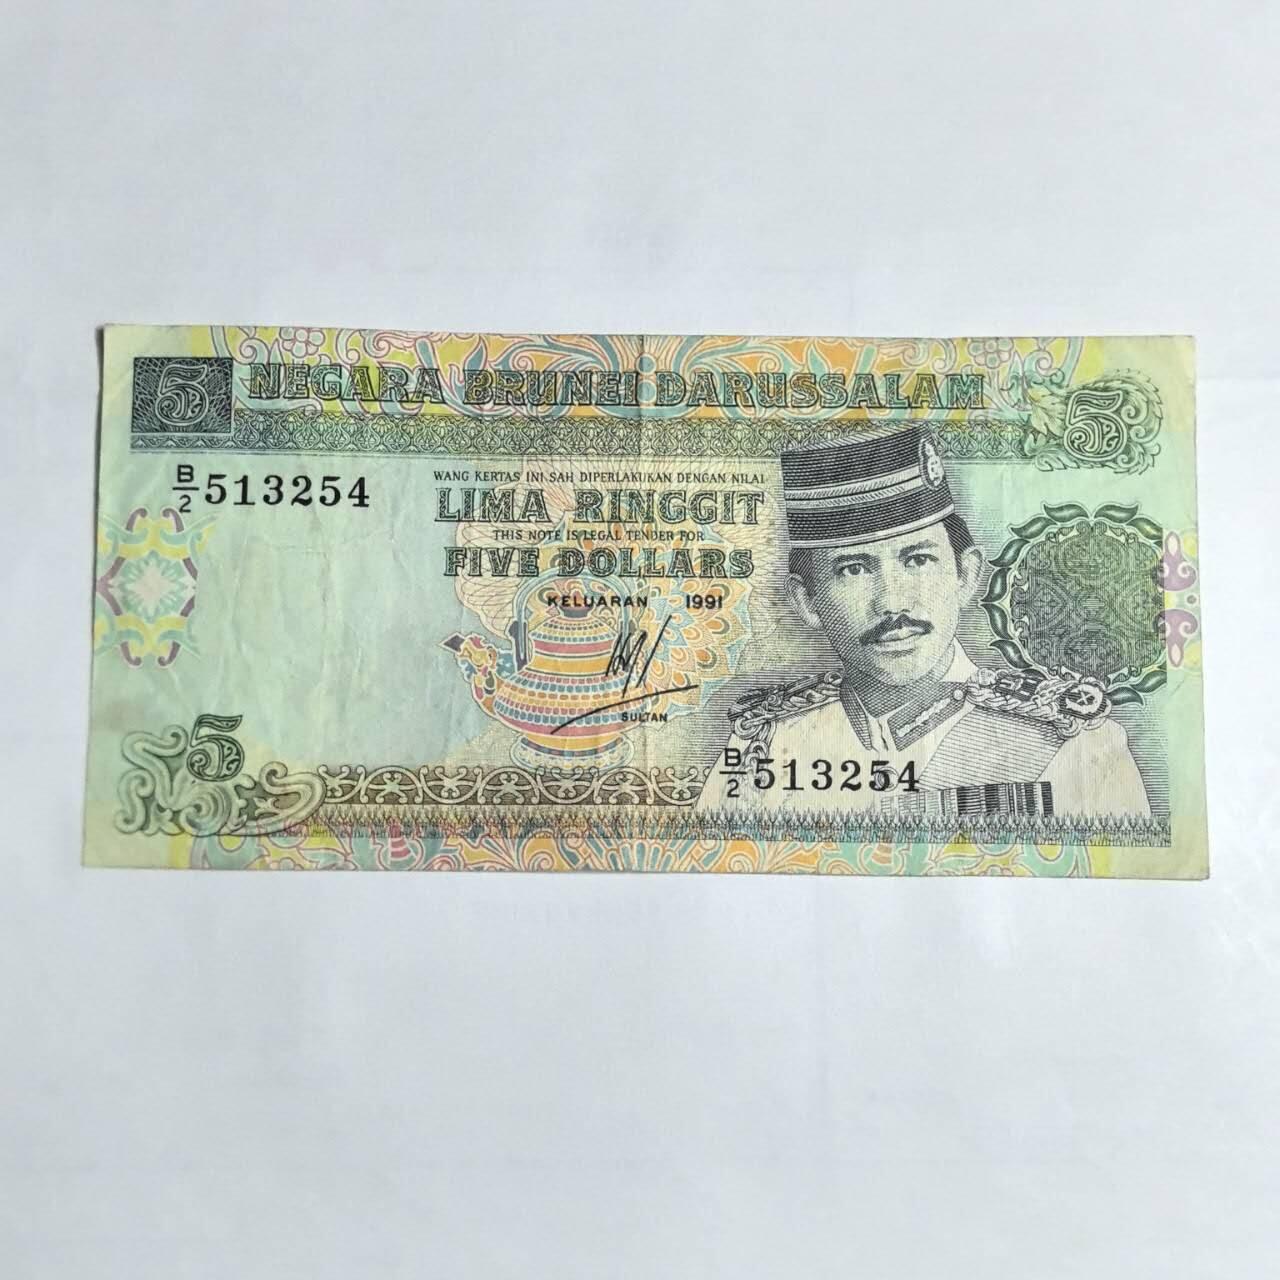 5 NEGARA BRUNEI DARUSSALAM 5
B/2 513254
WANG KERTAS INI SAH DIPERLAKUKAN DENGAN NILAI
LIMA RINGGIT
THIS NOTE IS LEGAL TENDER FOR
FIVE DOLLARS
KELUARAN 1991
SULTAN
5
B/2 513254